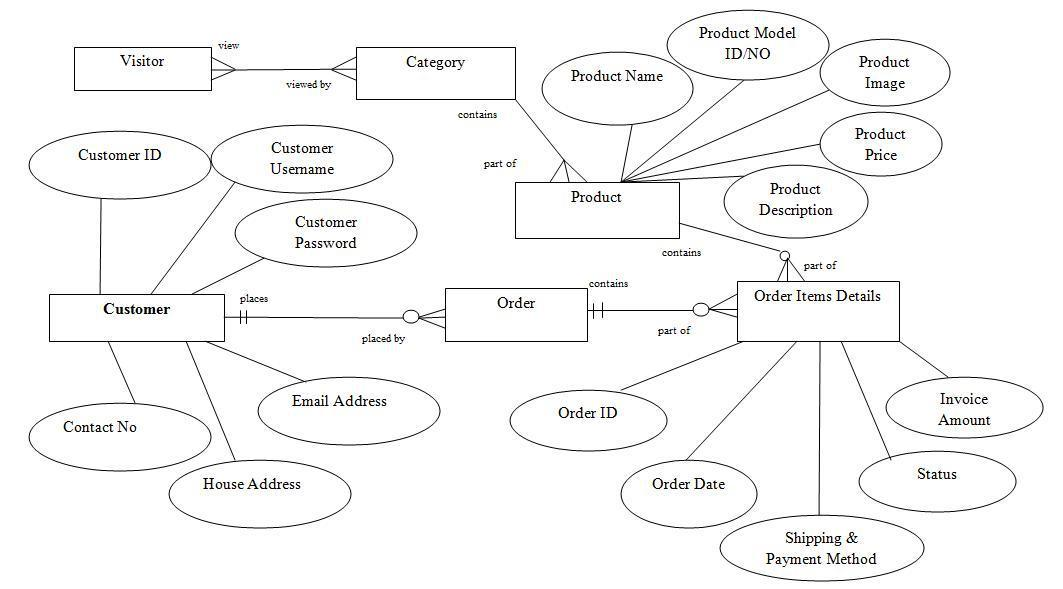 view
Visitor
Category
viewed by
Product Model
ID/NO
Product Name
Product
Image
contains
Product
Price
part of
Product
Product
Description
Customer ID
Customer
Username
Customer
Password
contains
part of
Customer
places
placed by
Order
contains
part of
Order Items Details
Contact No
House Address
Email Address
Order ID
Order Date
Shipping &
Payment Method
Status
Invoice
Amount